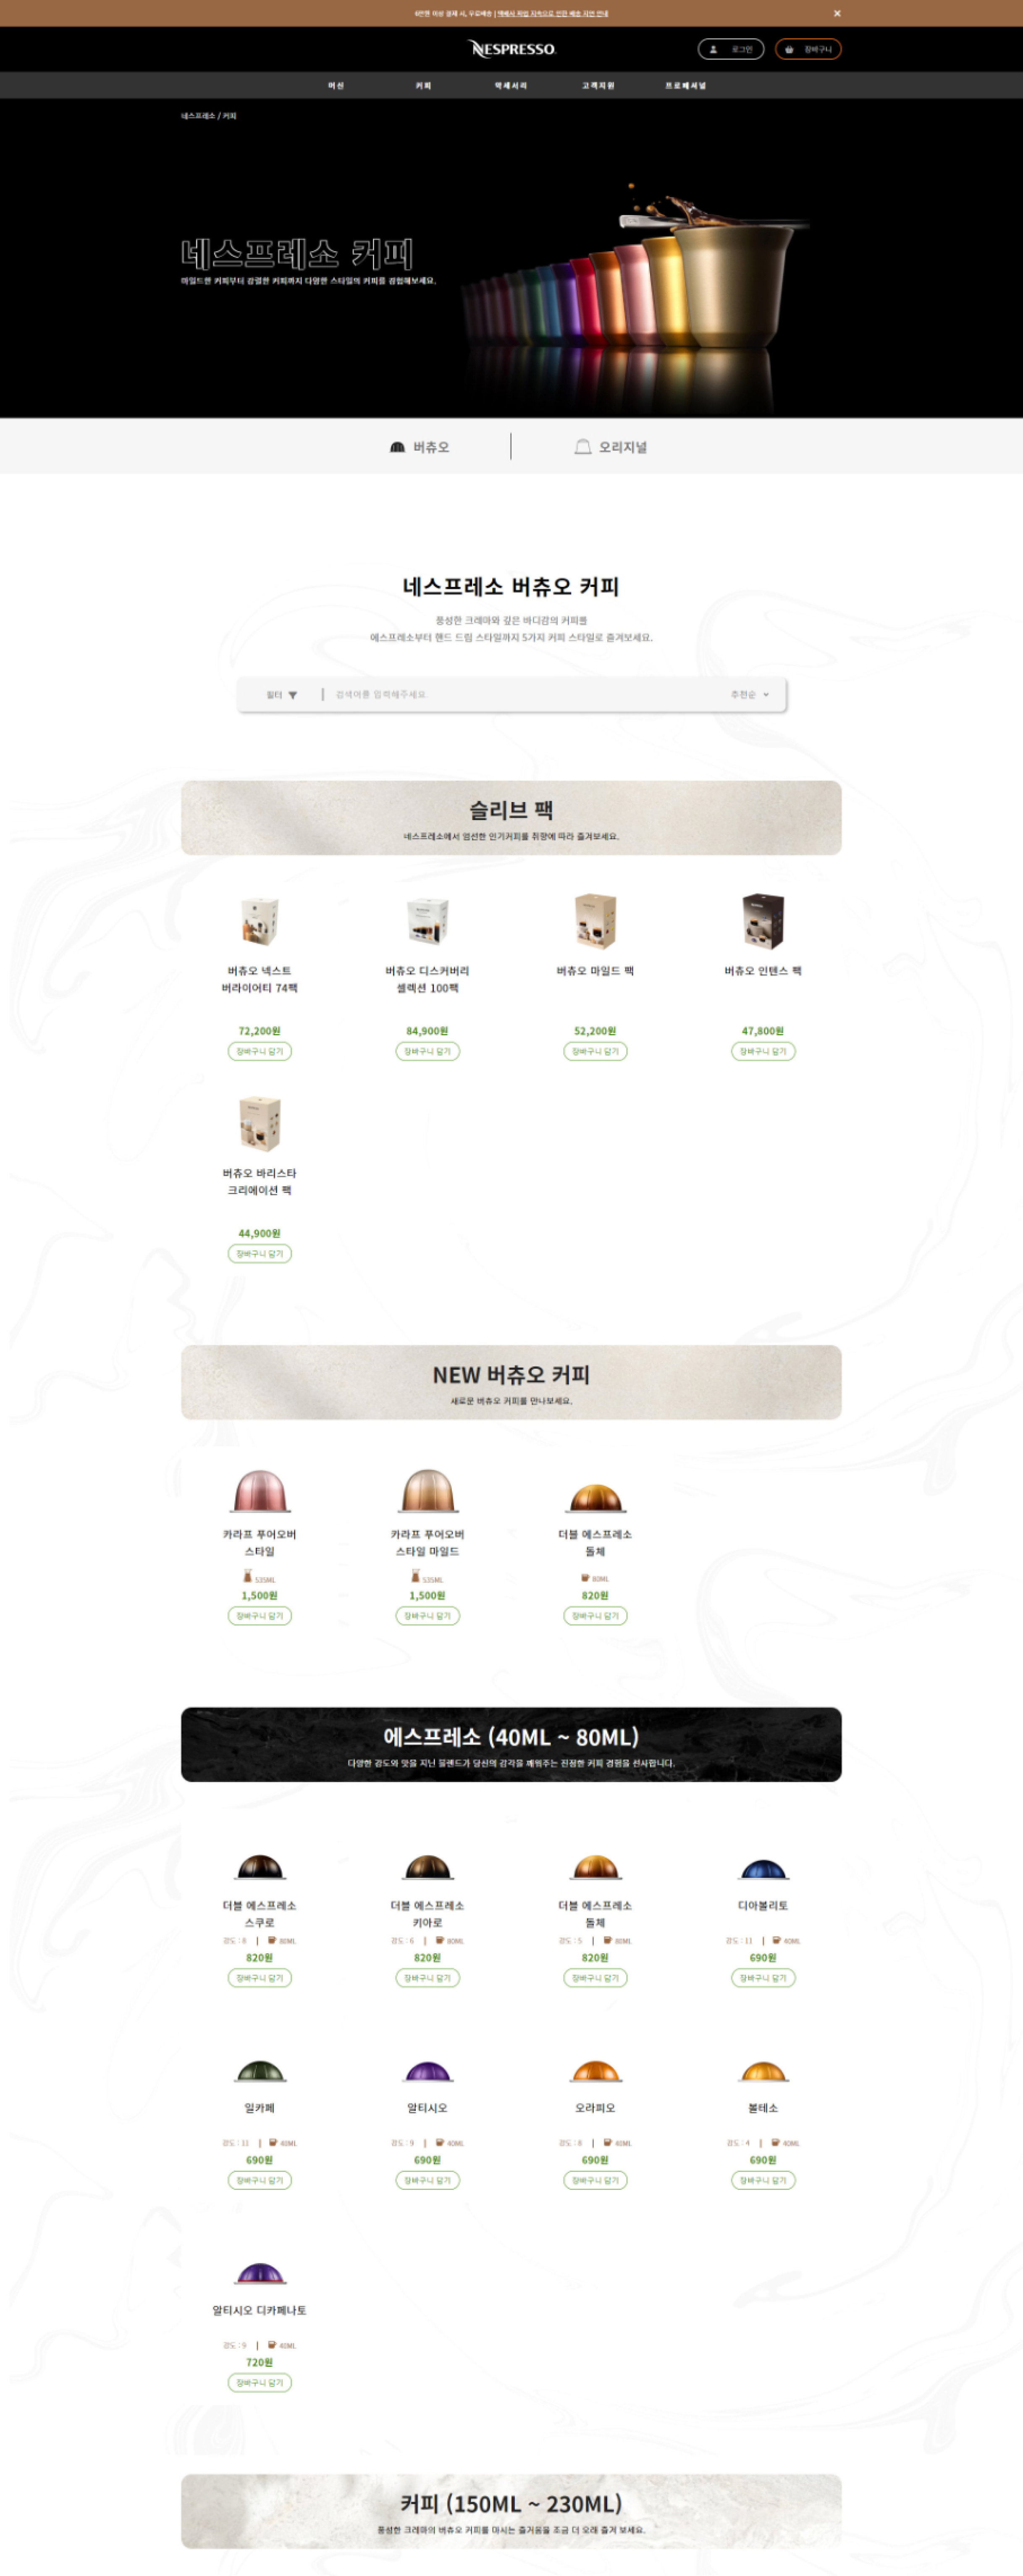 6만원 이상 결제 시, 무료배송 | 택배사 파업 지속으로 인한 배송 지연 안내
NESPRESSO
로그인
장바구니
머신
커피
악세서리
고객지원
프로페셔널
네스프레소 / 커피
네스프레소 커피
마일드한 커피부터 강렬한 커피까지 다양한 스타일의 커피를 경험해보세요.
버츄오
오리지널
네스프레소 버츄오 커피
풍성한 크레마와 깊은 바디감의 커피를
에스프레소부터 핸드 드립 스타일까지 5가지 커피 스타일로 즐겨보세요.
필터
검색어를 입력해주세요.
추천순
슬리브 팩
네스프레소에서 엄선한 인기커피를 취향에 따라 즐겨보세요.
버츄오 넥스트
버라이어티 74팩
72,200원
장바구니 담기
버츄오 디스커버리
셀렉션 100팩
84,900원
장바구니 담기
버츄오 마일드 팩
52,200원
장바구니 담기
버츄오 인텐스 팩
47,800원
장바구니 담기
버츄오 바리스타
크리에이션 팩
44,900원
장바구니 담기
NEW 버츄오 커피
새로운 버츄오 커피를 만나보세요.
카라프 푸어오버
스타일
535ML
1,500원
장바구니 담기
카라프 푸어오버
스타일 마일드
535ML
1,500원
장바구니 담기
더블 에스프레소
돌체
80ML
820원
장바구니 담기
에스프레소 (40ML ~ 80ML)
다양한 강도와 맛을 지닌 블렌드가 당신의 감각을 깨워주는 진정한 커피 경험을 선사합니다.
더블 에스프레소
스쿠로
강도 : 8 | 80ML
820원
장바구니 담기
더블 에스프레소
키아로
강도 : 6 | 80ML
820원
장바구니 담기
더블 에스프레소
돌체
강도 : 5 | 80ML
820원
장바구니 담기
디아볼리토
강도 : 11 | 40ML
690원
장바구니 담기
일카페
강도 : 11 | 40ML
690원
장바구니 담기
알티시오
강도 : 9 | 40ML
690원
장바구니 담기
오라피오
강도 : 8 | 40ML
690원
장바구니 담기
볼테소
강도 : 4 | 40ML
690원
장바구니 담기
알티시오 디카페나토
강도 : 9 | 40ML
720원
장바구니 담기
커피 (150ML ~ 230ML)
풍성한 크레마의 버츄오 커피를 마시는 즐거움을 조금 더 오래 즐겨 보세요.